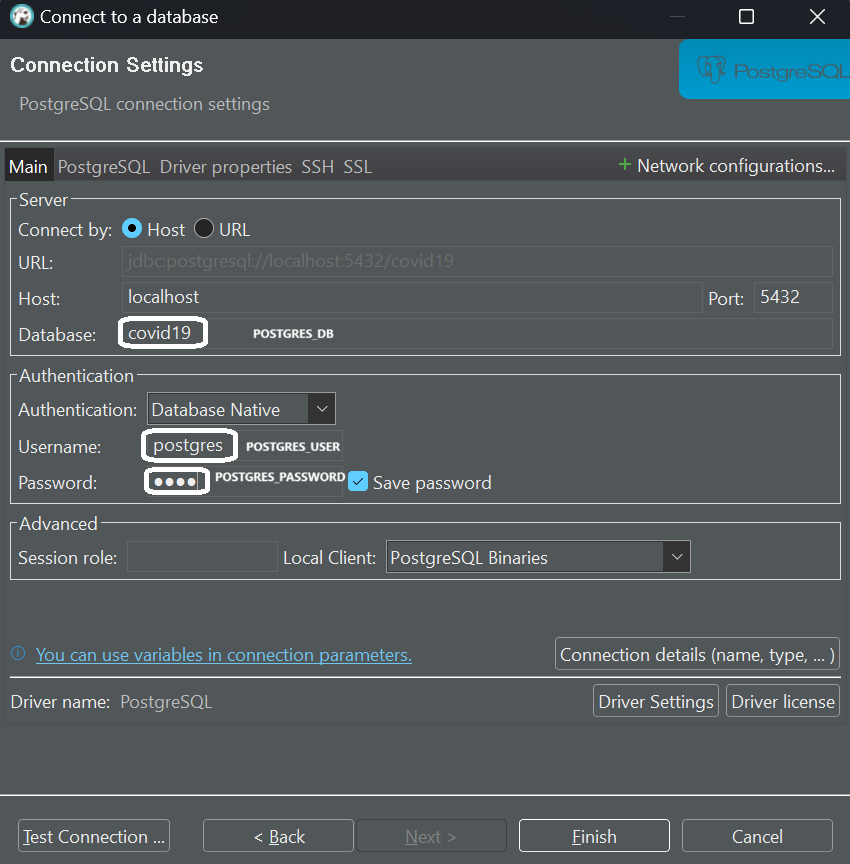 Connect to a database
Connection Settings
PostgreSQL
PostgreSQL connection settings
Main PostgreSQL Driver properties SSH SSL + Network configurations...
Server
Connect by: Host URL
URL: jdbc:postgresql://localhost:5432/covid19
Host: localhost Port: 5432
Database: covid19 POSTGRES_DB
Authentication
Authentication: Database Native
Username: postgres POSTGRES_USER
Password: •••• POSTGRES_PASSWORD Save password
Advanced
Session role: Local Client: PostgreSQL Binaries
You can use variables in connection parameters. Connection details (name, type, ... )
Driver name: PostgreSQL Driver Settings Driver license
Test Connection ... < Back Next > Finish Cancel